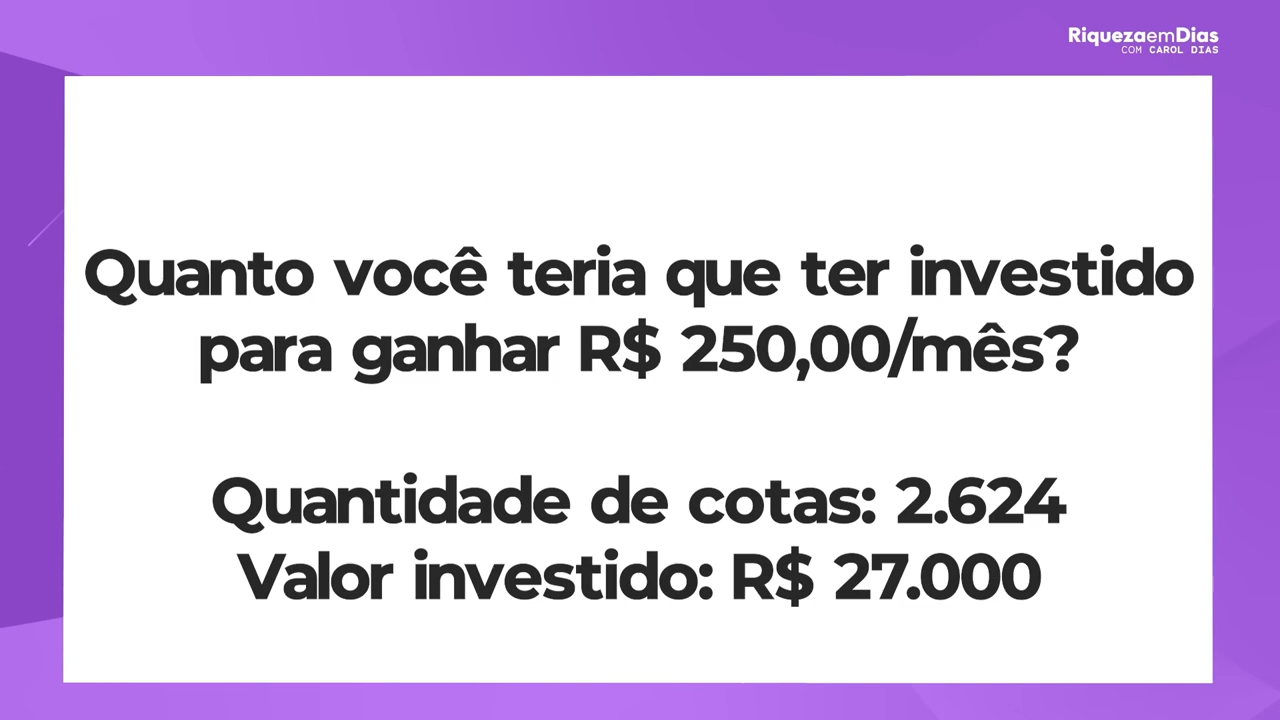 RiquezaemDias
COM CAROL DIAS
Quanto você teria que ter investido
para ganhar R$ 250,00/mês?
Quantidade de cotas: 2.624
Valor investido: R$ 27.000